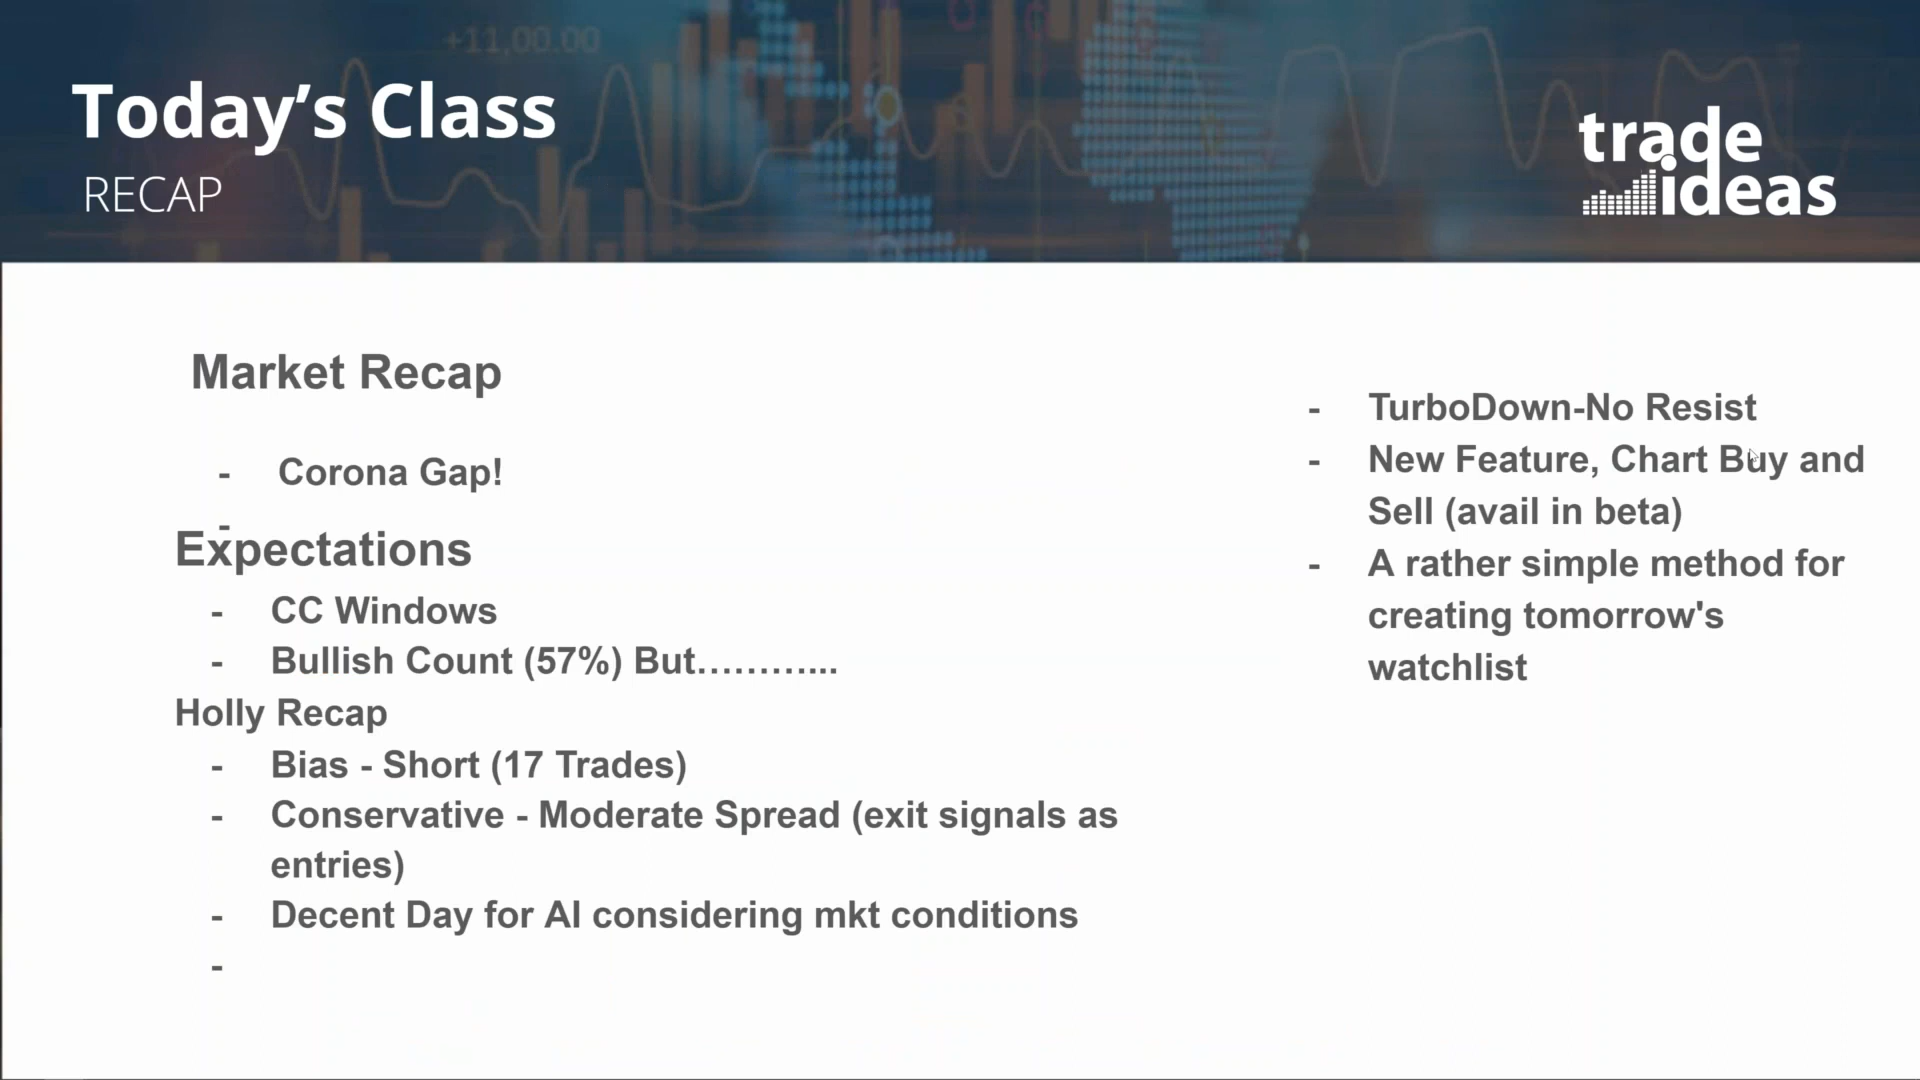 +11,00.00
Today’s Class
RECAP
trade
ideas
Market Recap
- Corona Gap!
-
Expectations
- CC Windows
- Bullish Count (57%) But………...
Holly Recap
- Bias - Short (17 Trades)
- Conservative - Moderate Spread (exit signals as
entries)
- Decent Day for AI considering mkt conditions
-
- TurboDown-No Resist
- New Feature, Chart Buy and
Sell (avail in beta)
- A rather simple method for
creating tomorrow's
watchlist